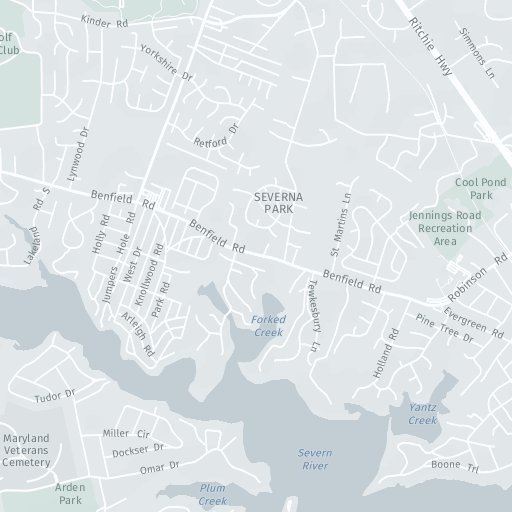 Kinder Rd
olf
Club
Yorkshire Dr
Ritchie Hwy
Simmons Ln
Lynwood Dr
Retford Dr
Cool Pond
Park
Benfield Rd
SEVERNA
PARK
St. Martins Ln
Jennings Road
Recreation
Area
Rd S
Lakeland
Holly Rd
Jumpers Hole Rd
West Dr
Knollwood Rd
Park Rd
Benfield Rd
Benfield Rd
Robinson Rd
Arleigh Rd
Forked
Creek
Tewkesbury Ln
Evergreen Rd
Pine Tree Dr
Holland Rd
Tudor Dr
Yantz
Creek
Miller Cir
Dockser Dr
Omar Dr
Maryland
Veterans
Cemetery
Severn
River
Boone Trl
Arden
Park
Plum
Creek